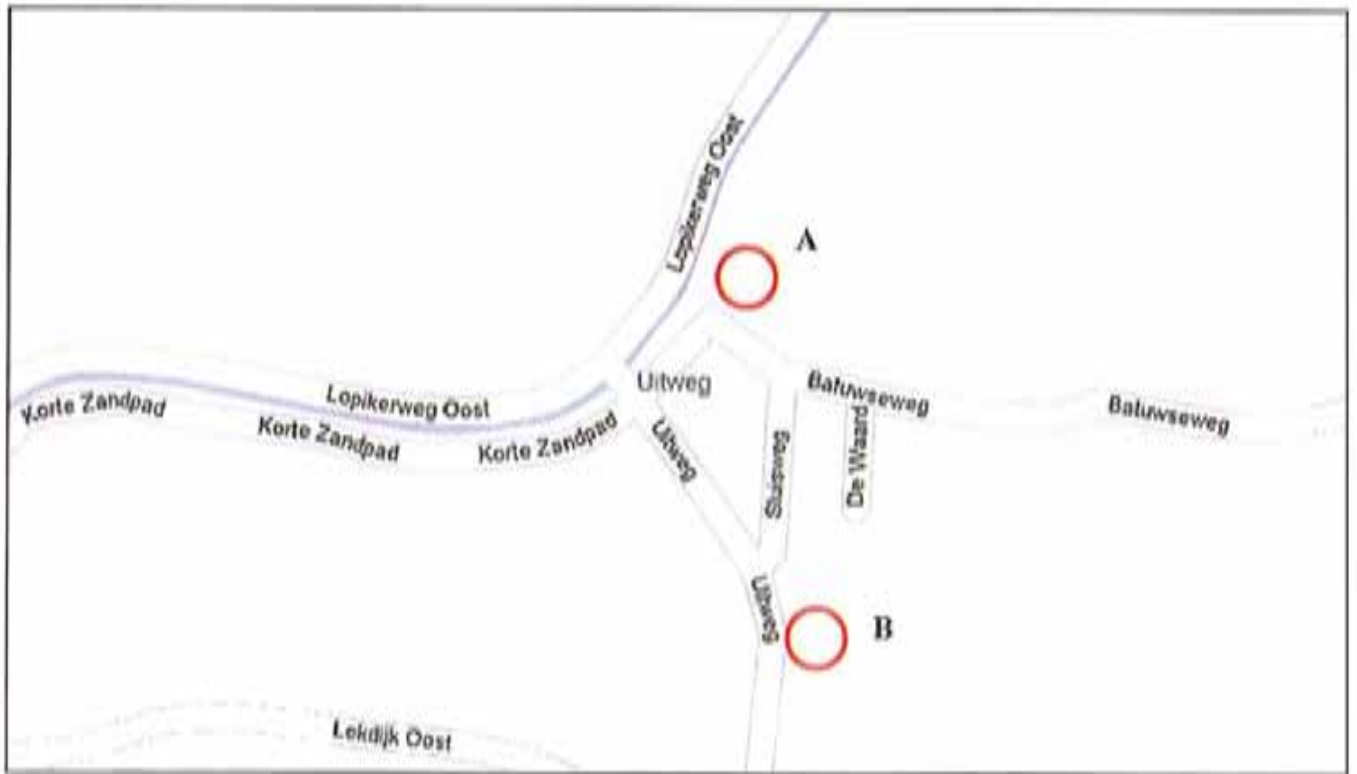 Lopikerweg Oost
A
Uitweg
Batuwseweg
Batuwseweg
De Waard
Korte Zandpad
Lopikerweg Oost
Korte Zandpad
Korte Zandpad
Uitweg
Sluisweg
Uitweg
B
Lekdijk Oost